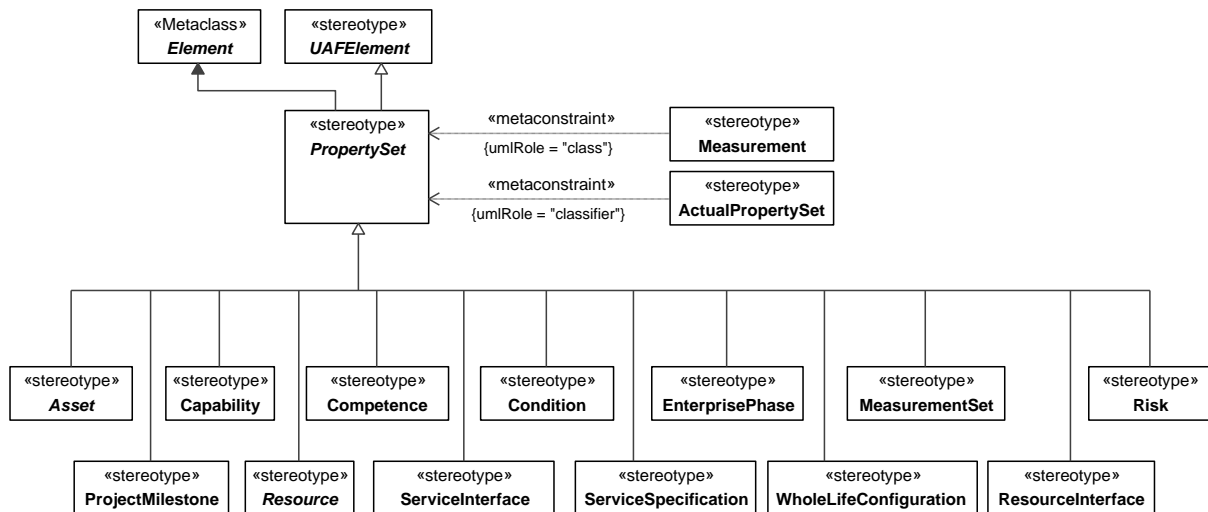 «Metaclass»
Element
«stereotype»
UAFElement
«stereotype»
PropertySet
«metaconstraint»
{umlRole = "class"}
«stereotype»
Measurement
«metaconstraint»
{umlRole = "classifier"}
«stereotype»
ActualPropertySet
«stereotype»
Asset
«stereotype»
Capability
«stereotype»
Competence
«stereotype»
Condition
«stereotype»
EnterprisePhase
«stereotype»
MeasurementSet
«stereotype»
Risk
«stereotype»
ProjectMilestone
«stereotype»
Resource
«stereotype»
ServiceInterface
«stereotype»
ServiceSpecification
«stereotype»
WholeLifeConfiguration
«stereotype»
ResourceInterface